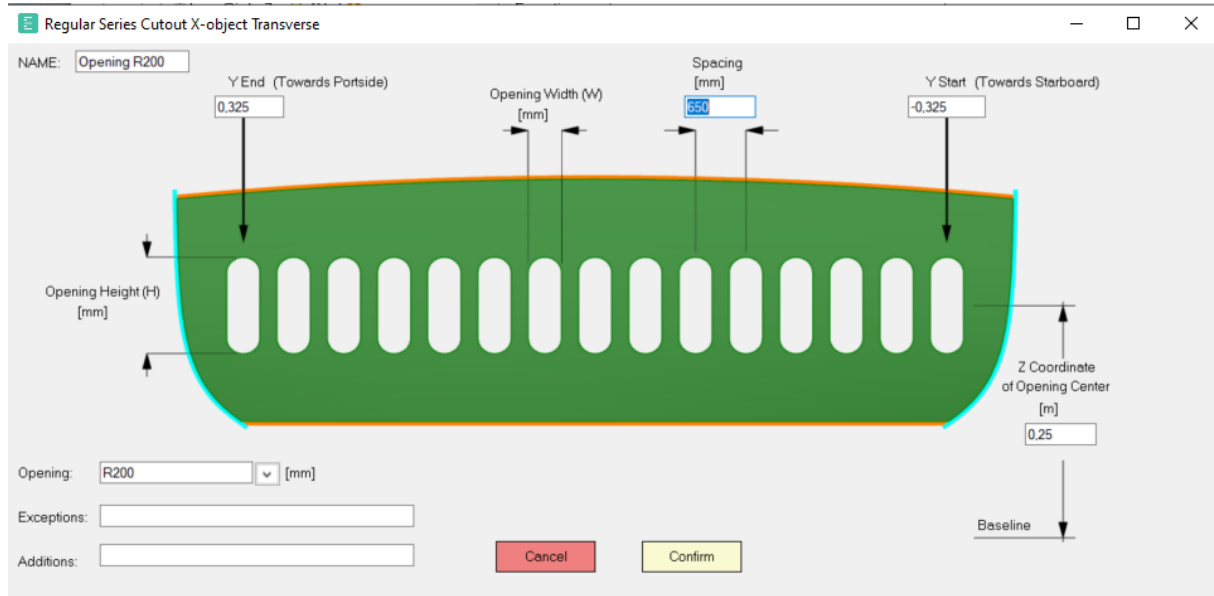 Regular Series Cutout X-object Transverse
NAME: Opening R200
Y End (Towards Portside)
0,325
Opening Width (W)
[mm]
Spacing
[mm]
650
Y Start (Towards Starboard)
-0,325
Opening Height (H)
[mm]
Z Coordinate
of Opening Center
[m]
0,25
Baseline
Opening: R200 [mm]
Exceptions:
Additions:
Cancel Confirm